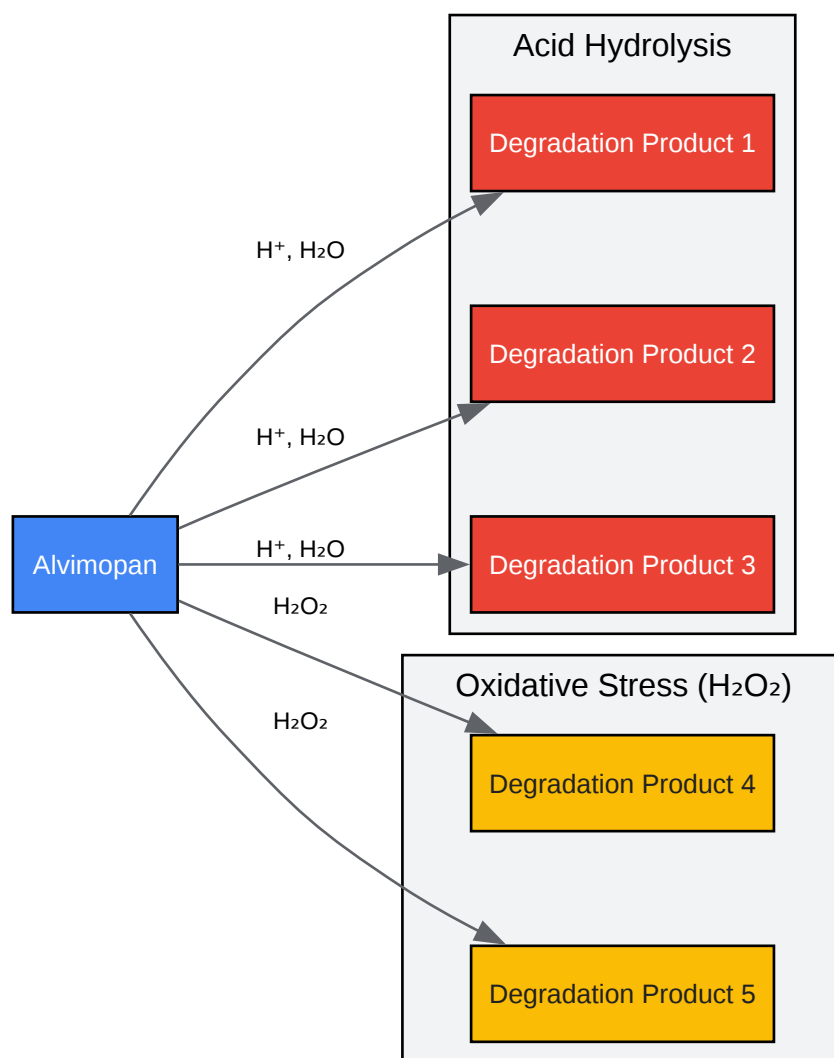 Acid Hydrolysis
Degradation Product 1
H⁺, H₂O
Degradation Product 2
H⁺, H₂O
Alvimopan
H⁺, H₂O
Degradation Product 3
H₂O₂
Oxidative Stress (H₂O₂)
H₂O₂
Degradation Product 4
Degradation Product 5